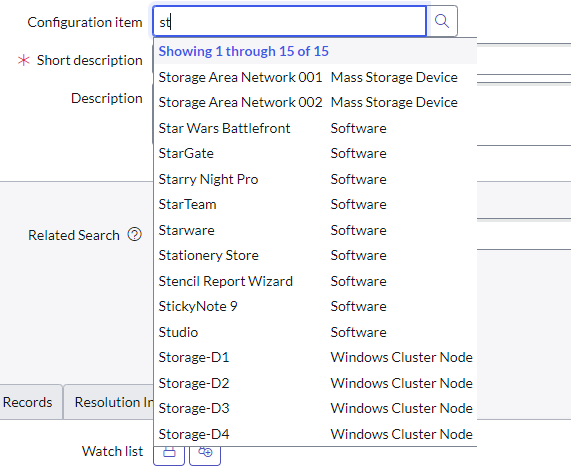 Configuration item st
Showing 1 through 15 of 15
* Short description
Storage Area Network 001 Mass Storage Device
Description
Storage Area Network 002 Mass Storage Device
Star Wars Battlefront Software
StarGate Software
Starry Night Pro Software
StarTeam Software
Related Search
Starware Software
Stationery Store Software
Stencil Report Wizard Software
StickyNote 9 Software
Studio Software
Storage-D1 Windows Cluster Node
Storage-D2 Windows Cluster Node
Records Resolution In
Storage-D3 Windows Cluster Node
Storage-D4 Windows Cluster Node
Watch list